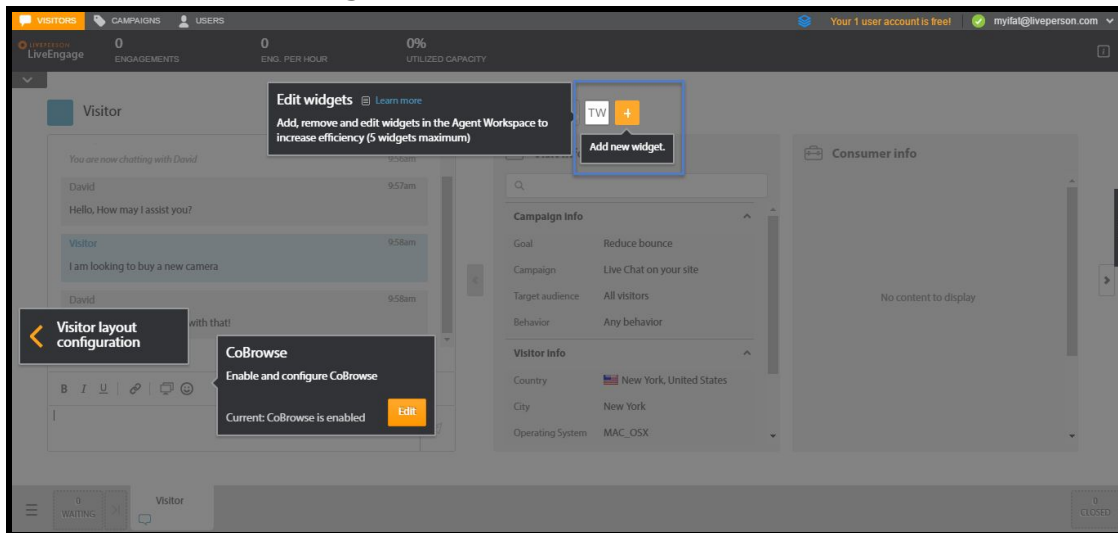 VISITORS
CAMPAIGNS
USERS
Your 1 user account is free!
myifat@liveperson.com
LIVEPERSON
LiveEngage
0
ENGAGEMENTS
0
ENG. PER HOUR
0%
UTILIZED CAPACITY
Visitor
Edit widgets Learn more
Add, remove and edit widgets in the Agent Workspace to
increase efficiency (5 widgets maximum)
TW +
Add new widget.
You are now chatting with David 9:56am
David 9:57am
Hello, How may I assist you?
Visitor 9:58am
I am looking to buy a new camera
David 9:58am
with that!
Visitor layout
configuration
CoBrowse
Enable and configure CoBrowse
Current: CoBrowse is enabled
Edit
B I U
Campaign info
Goal Reduce bounce
Campaign Live Chat on your site
Target audience All visitors
Behavior Any behavior
Visitor info
Country New York, United States
City New York
Operating System MAC_OSX
Consumer info
No content to display
0
WAITING
Visitor
0
CLOSED